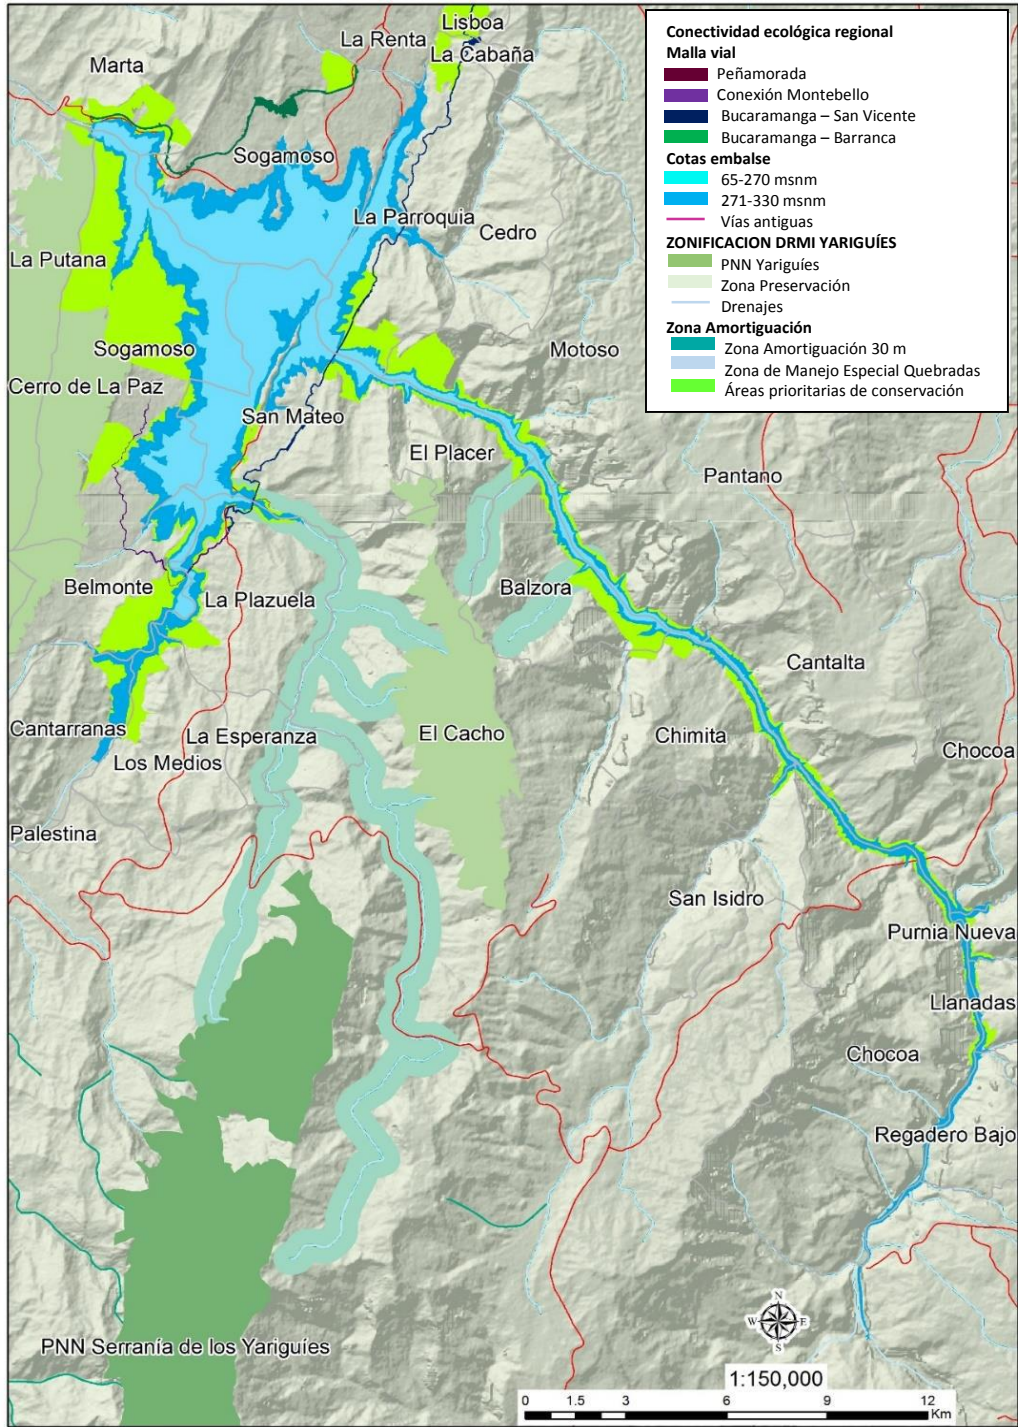 Lisboa
La Renta
La Cabaña
Marta
Sogamoso
La Parroquia
Cedro
La Putana
Sogamoso
Motoso
Cerro de La Paz
San Mateo
El Placer
Pantano
Belmonte
La Plazuela
Balzora
Cantalta
Cantarranas
La Esperanza
El Cacho
Chimita
Chocoa
Los Medios
Palestina
San Isidro
Purnia Nueva
Llanadas
Chocoa
Regadero Bajo
PNN Serranía de los Yariguíes
Conectividad ecológica regional
Malla vial
Peñamorada
Conexión Montebello
Bucaramanga – San Vicente
Bucaramanga – Barranca
Cotas embalse
65-270 msnm
271-330 msnm
Vías antiguas
ZONIFICACION DRMI YARIGUÍES
PNN Yariguíes
Zona Preservación
Drenajes
Zona Amortiguación
Zona Amortiguación 30 m
Zona de Manejo Especial Quebradas
Áreas prioritarias de conservación
N
W E
S
1:150,000
0 1.5 3 6 9 12
Km